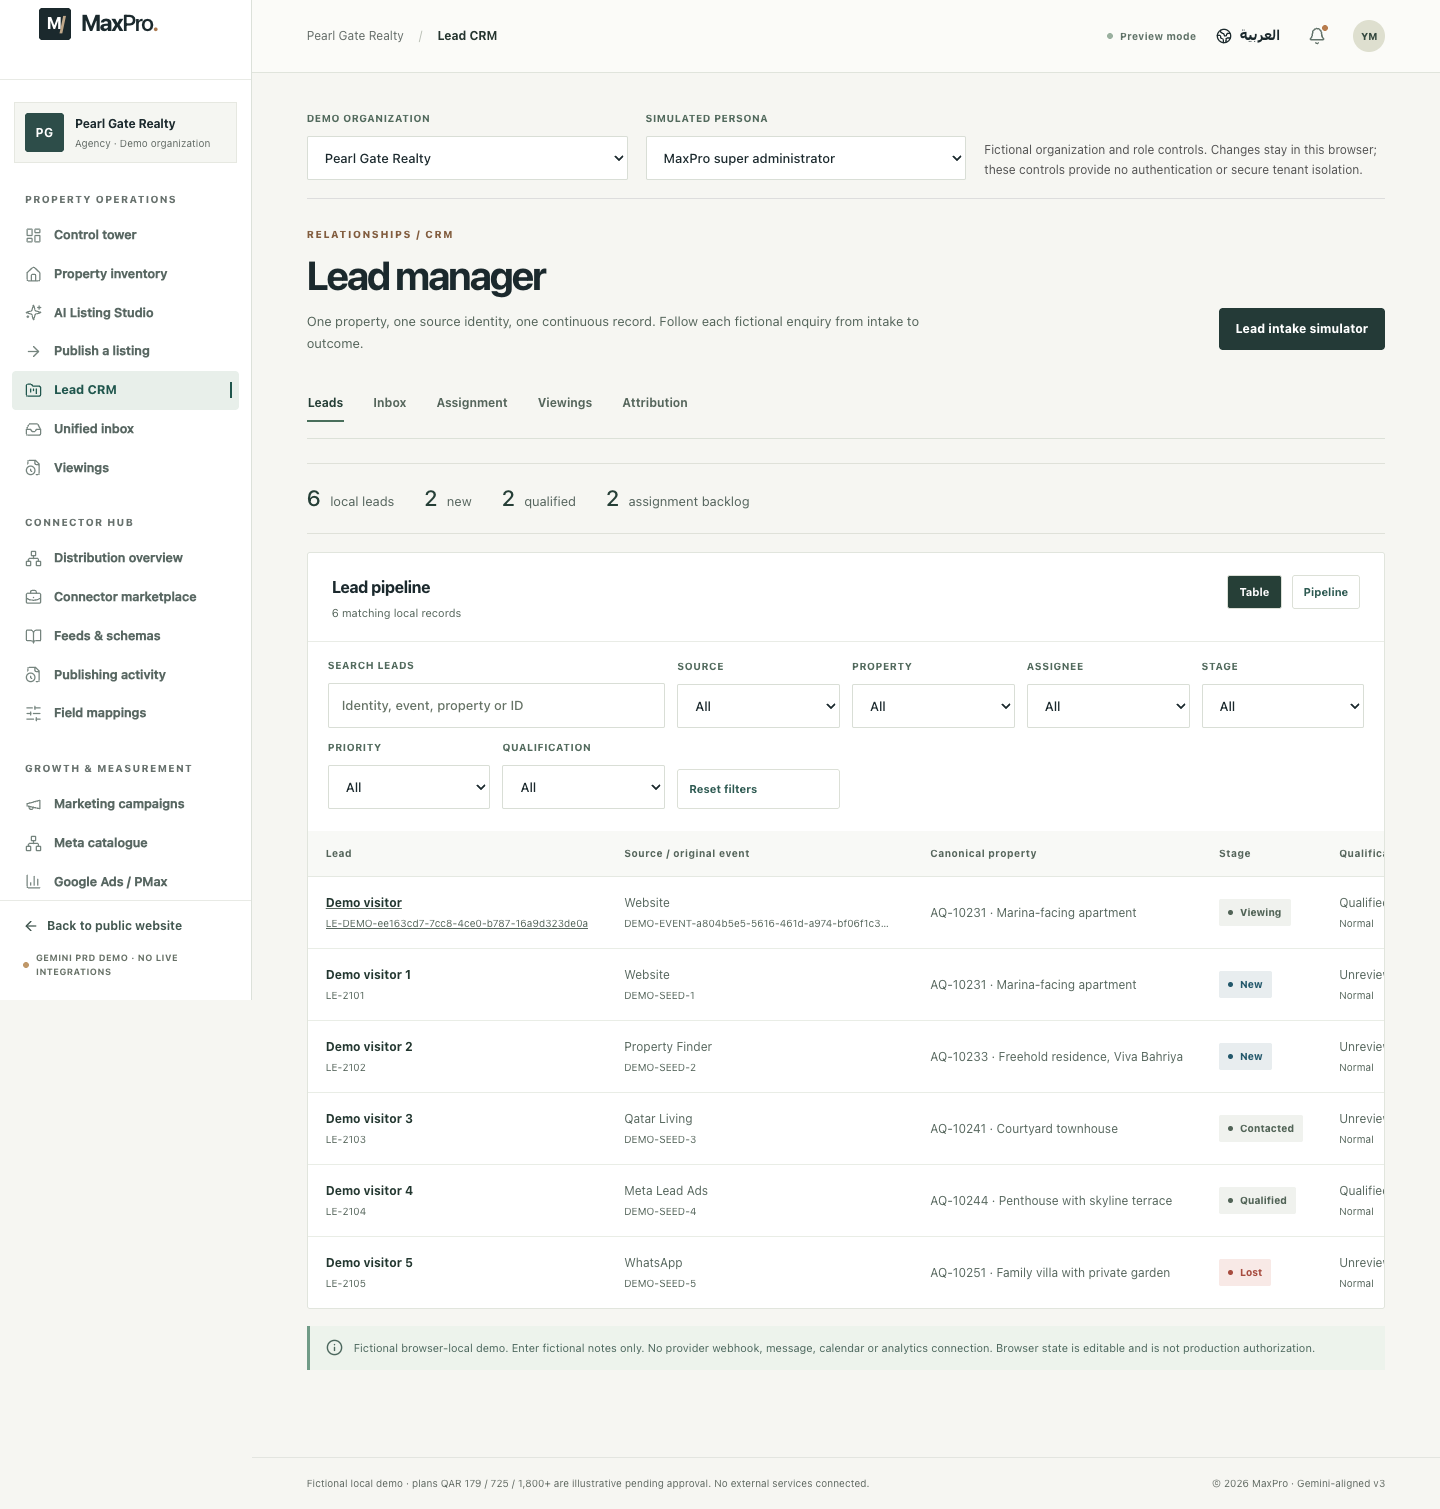 M/ MaxPro.
PG
Pearl Gate Realty
Agency · Demo organization
PROPERTY OPERATIONS
Control tower
Property inventory
AI Listing Studio
Publish a listing
Lead CRM
Unified inbox
Viewings
CONNECTOR HUB
Distribution overview
Connector marketplace
Feeds & schemas
Publishing activity
Field mappings
GROWTH & MEASUREMENT
Marketing campaigns
Meta catalogue
Google Ads / PMax
Back to public website
GEMINI PRD DEMO · NO LIVE
INTEGRATIONS
Pearl Gate Realty / Lead CRM
Preview mode
العربية
YM
DEMO ORGANIZATION
Pearl Gate Realty
SIMULATED PERSONA
MaxPro super administrator
Fictional organization and role controls. Changes stay in this browser;
these controls provide no authentication or secure tenant isolation.
RELATIONSHIPS / CRM
Lead manager
One property, one source identity, one continuous record. Follow each fictional enquiry from intake to
outcome.
Lead intake simulator
Leads Inbox Assignment Viewings Attribution
6 local leads 2 new 2 qualified 2 assignment backlog
Lead pipeline
6 matching local records
Table Pipeline
SEARCH LEADS SOURCE PROPERTY ASSIGNEE STAGE
Identity, event, property or ID All All All All
PRIORITY QUALIFICATION
All All Reset filters
Lead Source / original event Canonical property Stage Qualifica
Demo visitor Website AQ-10231 · Marina-facing apartment Viewing Qualified
LE-DEMO-ee163cd7-7cc8-4ce0-b787-16a9d323de0a DEMO-EVENT-a804b5e5-5616-461d-a974-bf06f1c3... Normal
Demo visitor 1 Website AQ-10231 · Marina-facing apartment New Unreview
LE-2101 DEMO-SEED-1 Normal
Demo visitor 2 Property Finder AQ-10233 · Freehold residence, Viva Bahriya New Unreview
LE-2102 DEMO-SEED-2 Normal
Demo visitor 3 Qatar Living AQ-10241 · Courtyard townhouse Contacted Unreview
LE-2103 DEMO-SEED-3 Normal
Demo visitor 4 Meta Lead Ads AQ-10244 · Penthouse with skyline terrace Qualified Qualified
LE-2104 DEMO-SEED-4 Normal
Demo visitor 5 WhatsApp AQ-10251 · Family villa with private garden Lost Unreview
LE-2105 DEMO-SEED-5 Normal
Fictional browser-local demo. Enter fictional notes only. No provider webhook, message, calendar or analytics connection. Browser state is editable and is not production authorization.
Fictional local demo · plans QAR 179 / 725 / 1,800+ are illustrative pending approval. No external services connected.
© 2026 MaxPro · Gemini-aligned v3